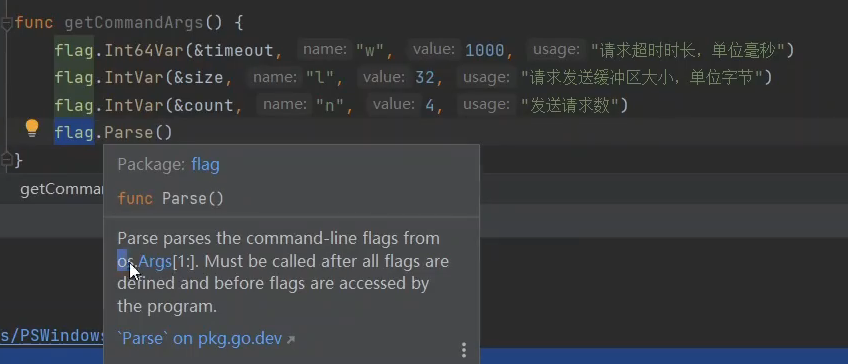 func getCommandArgs() {
flag.Int64Var(&timeout, name: "w", value: 1000, usage: "请求超时时长，单位毫秒")
flag.IntVar(&size, name: "l", value: 32, usage: "请求发送缓冲区大小，单位字节")
flag.IntVar(&count, name: "n", value: 4, usage: "发送请求数")
flag.Parse()
}
Package: flag
getComma
func Parse()
Parse parses the command-line flags from
os.Args[1:]. Must be called after all flags are
defined and before flags are accessed by
the program.
s/PSWindows
`Parse` on pkg.go.dev